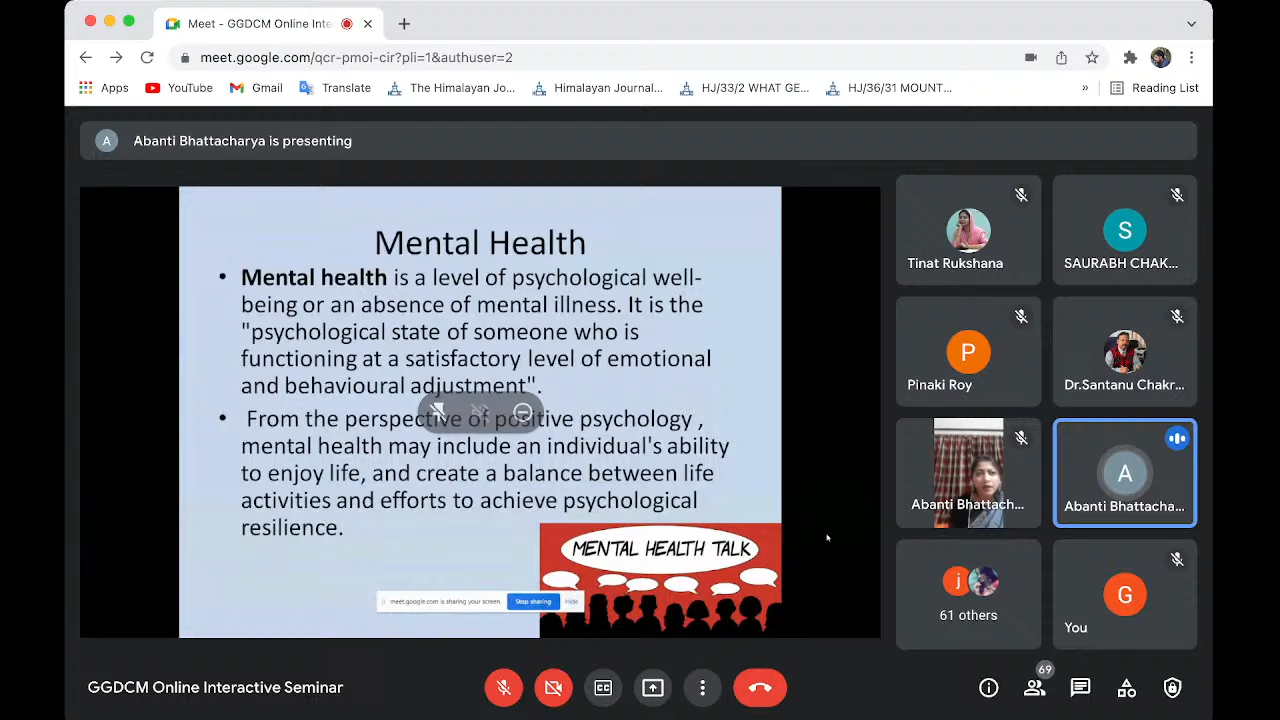 Meet - GGDCM Online Inte
meet.google.com/qcr-pmoi-cir?pli=1&authuser=2
Apps
YouTube
Gmail
Translate
The Himalayan Jo...
Himalayan Journal...
HJ/33/2 WHAT GE...
HJ/36/31 MOUNT...
»
Reading List
A
Abanti Bhattacharya is presenting
Mental Health
• Mental health is a level of psychological well-
being or an absence of mental illness. It is the
"psychological state of someone who is
functioning at a satisfactory level of emotional
and behavioural adjustment".
• From the perspective of positive psychology ,
mental health may include an individual's ability
to enjoy life, and create a balance between life
activities and efforts to achieve psychological
resilience.
MENTAL HEALTH TALK
meet.google.com is sharing your screen.
Stop sharing
Hide
Tinat Rukshana
S
SAURABH CHAK...
P
Pinaki Roy
Dr.Santanu Chakr...
Abanti Bhattach...
A
Abanti Bhattacha...
j
61 others
G
You
GGDCM Online Interactive Seminar
CC
69